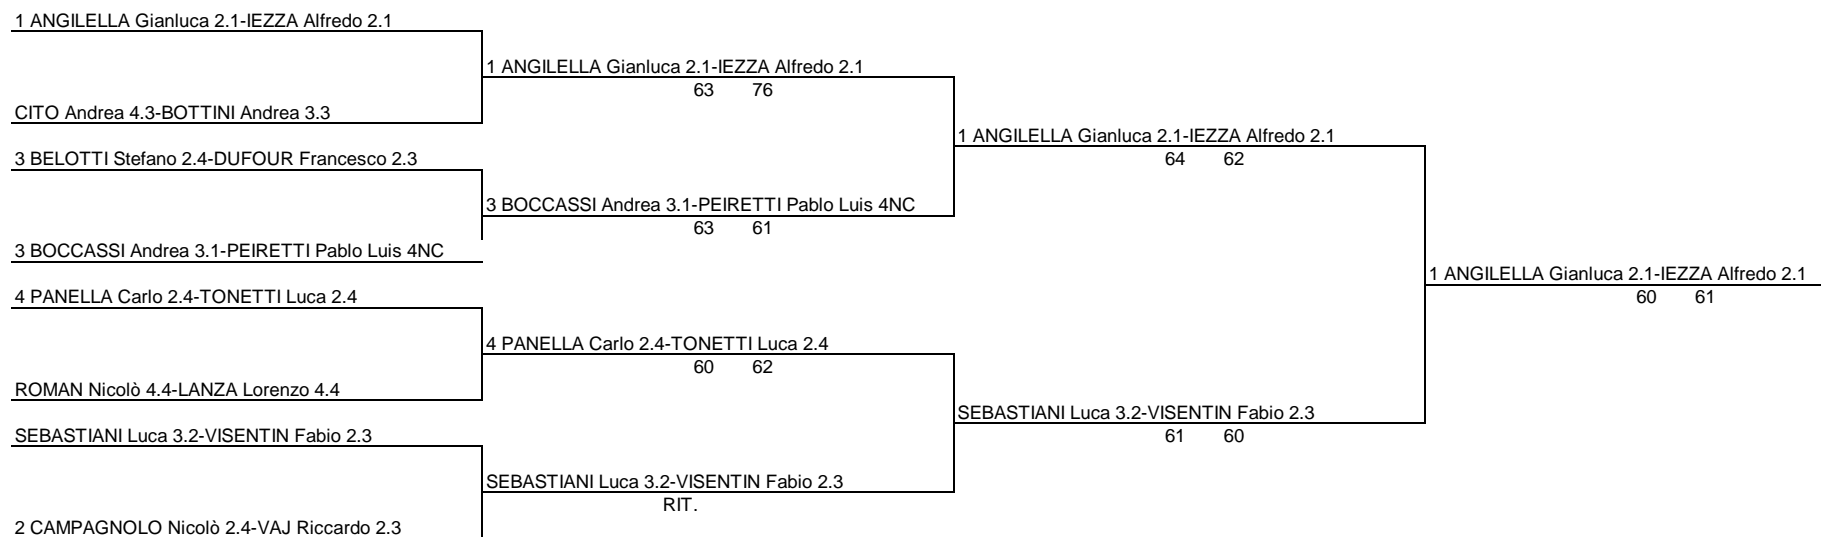 1 ANGILELLA Gianluca 2.1-IEZZA Alfredo 2.1
1 ANGILELLA Gianluca 2.1-IEZZA Alfredo 2.1
63 76
CITO Andrea 4.3-BOTTINI Andrea 3.3
1 ANGILELLA Gianluca 2.1-IEZZA Alfredo 2.1
64 62
3 BELOTTI Stefano 2.4-DUFOUR Francesco 2.3
3 BOCCASSI Andrea 3.1-PEIRETTI Pablo Luis 4NC
63 61
3 BOCCASSI Andrea 3.1-PEIRETTI Pablo Luis 4NC
1 ANGILELLA Gianluca 2.1-IEZZA Alfredo 2.1
60 61
4 PANELLA Carlo 2.4-TONETTI Luca 2.4
4 PANELLA Carlo 2.4-TONETTI Luca 2.4
60 62
ROMAN Nicolò 4.4-LANZA Lorenzo 4.4
SEBASTIANI Luca 3.2-VISENTIN Fabio 2.3
61 60
SEBASTIANI Luca 3.2-VISENTIN Fabio 2.3
SEBASTIANI Luca 3.2-VISENTIN Fabio 2.3
RIT.
2 CAMPAGNOLO Nicolò 2.4-VAJ Riccardo 2.3